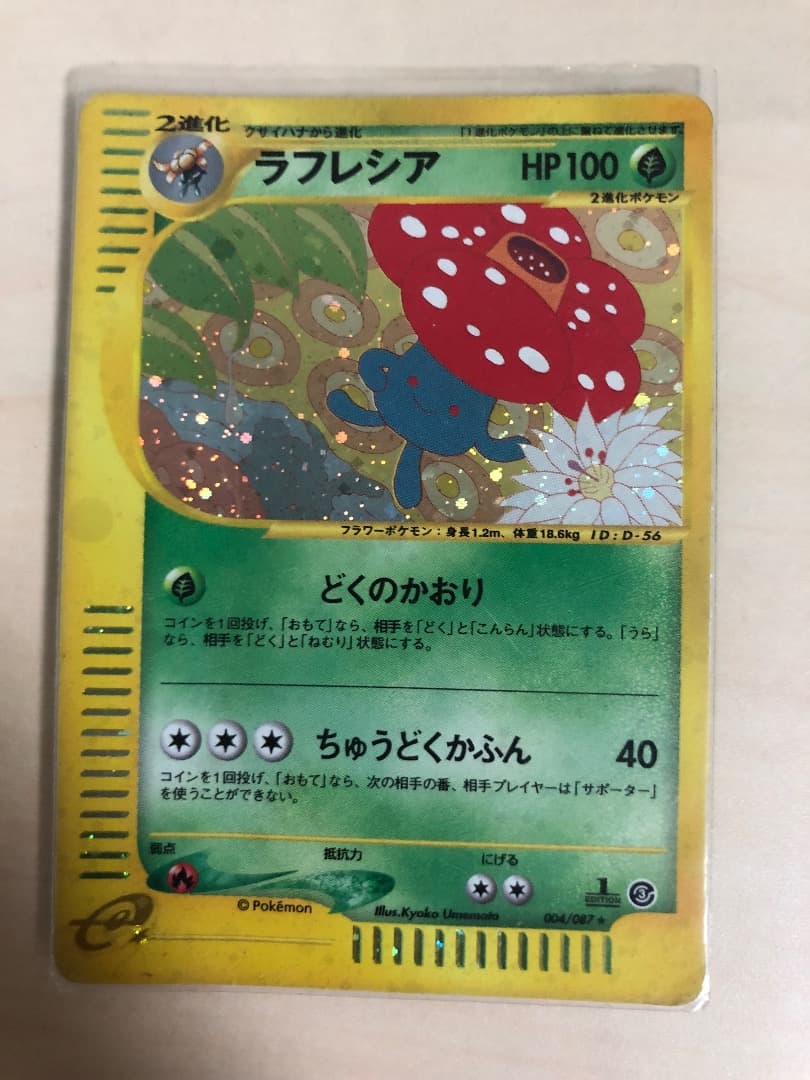 2進化
クサイハナから進化
「1進化ポケモン」の上に重ねて進化させます。
ラフレシア HP100
2進化ポケモン
フラワーポケモン：身長1.2m、体重18.6kg ID:D-56
どくのかおり
コインを1回投げ、「おもて」なら、相手を「どく」と「こんらん」状態にする。「うら」
なら、相手を「どく」と「ねむり」状態にする。
ちゅうどくかふん 40
コインを1回投げ、「おもて」なら、次の相手の番、相手プレイヤーは「サポーター」
を使うことができない。
弱点 抵抗力 にげる
1 EDITION
3
©Pokémon Illus.Kyoko Umemoto 004/087★
e